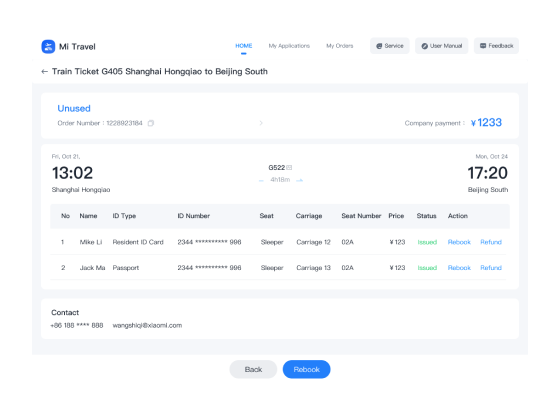 Mi Travel HOME My Applications My Orders Service User Manual Feedback
← Train Ticket G405 Shanghai Hongqiao to Beijing South
Unused
Order Number : 1228923184 > Company payment : ¥1233
Fri, Oct 21, Mon, Oct 24
13:02 G522 17:20
4h18m →
Shanghai Hongqiao Beijing South
No Name ID Type ID Number Seat Carriage Seat Number Price Status Action
1 Mike Li Resident ID Card 2344 ********** 996 Sleeper Carriage 12 02A ¥123 Issued Rebook Refund
2 Jack Ma Passport 2344 ********** 996 Sleeper Carriage 13 02A ¥123 Issued Rebook Refund
Contact
+86 188 **** 888 wangshiqi@xiaomi.com
Back Rebook